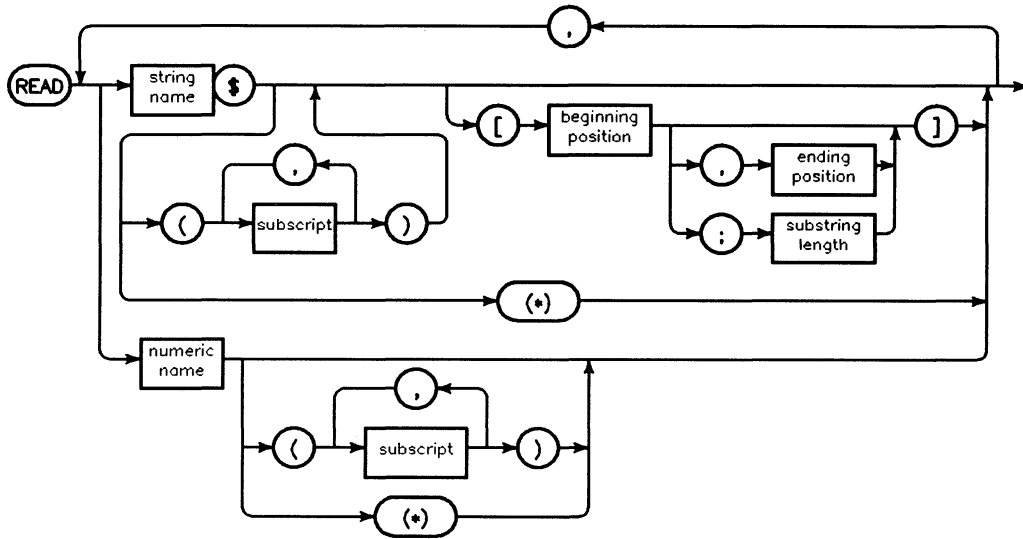 ,
READ
string
name
$
[
beginning
position
]
,
ending
position
,
(
subscript
)
;
substring
length
(*)
numeric
name
,
(
subscript
)
(*)